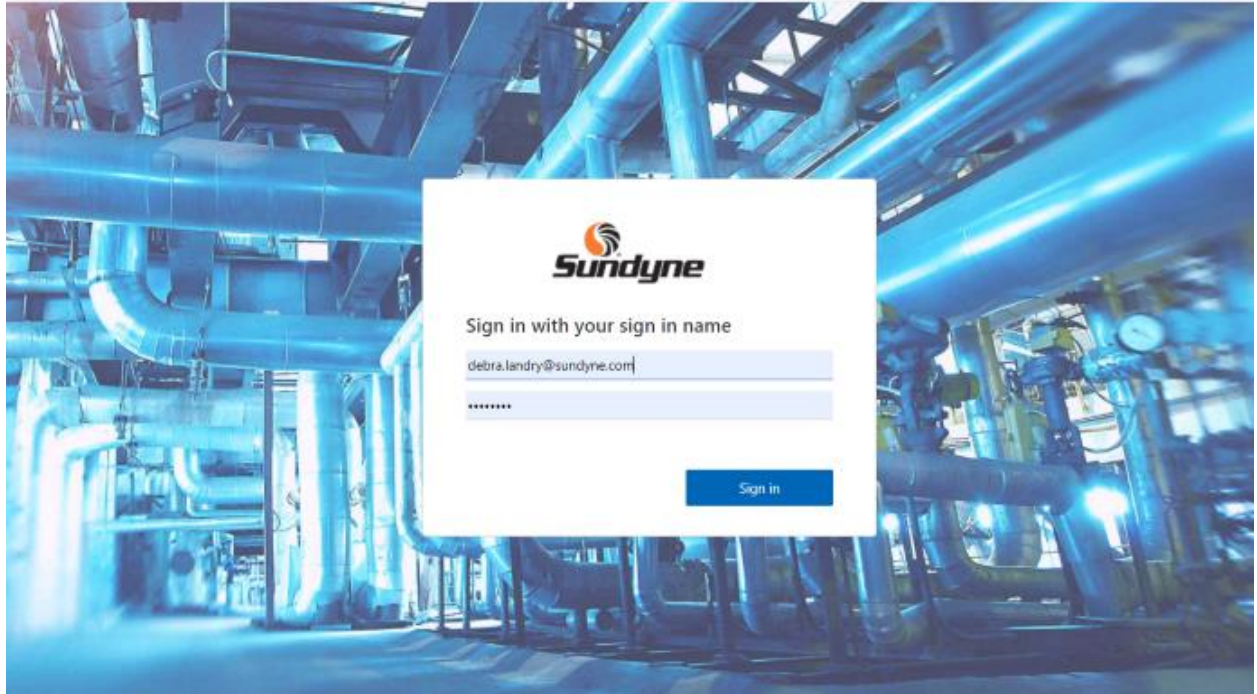 Sundyne
Sign in with your sign in name
debra.landry@sundyne.com
••••••••
Sign in